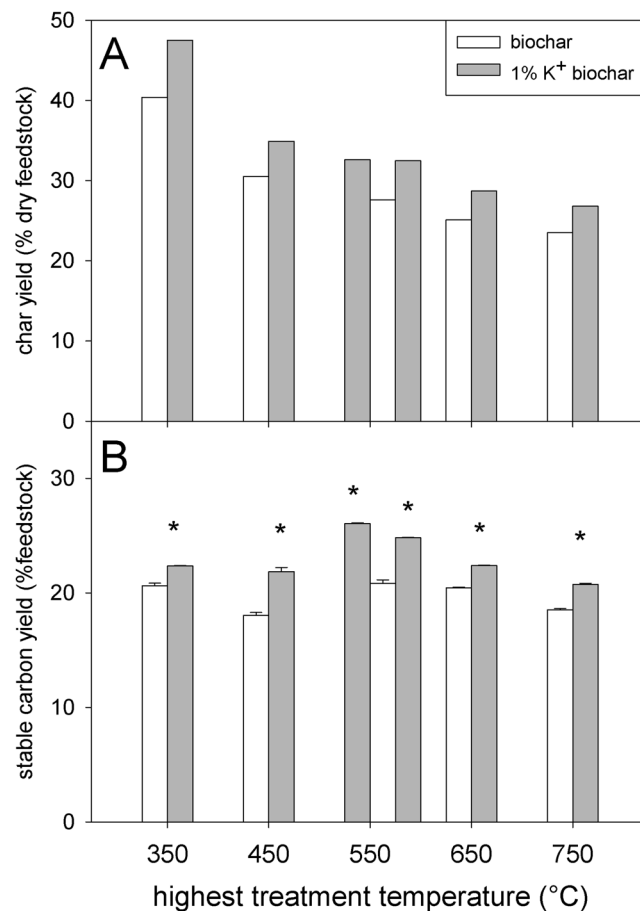 50
40
30
20
10
0
char yield (% dry feedstock)
A
biochar
1% K⁺ biochar
30
20
10
0
stable carbon yield (%feedstock)
B
*
*
*
*
*
*
350 450 550 650 750
highest treatment temperature (°C)